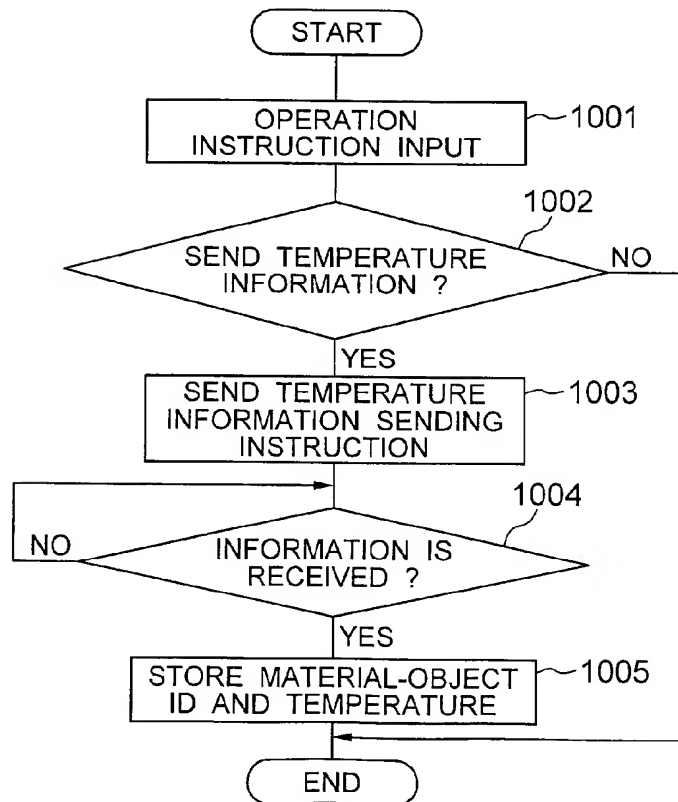 START
OPERATION
INSTRUCTION INPUT
1001
1002
SEND TEMPERATURE
INFORMATION ?
NO
YES
SEND TEMPERATURE
INFORMATION SENDING
INSTRUCTION
1003
1004
INFORMATION IS
RECEIVED ?
NO
YES
STORE MATERIAL-OBJECT
ID AND TEMPERATURE
1005
END